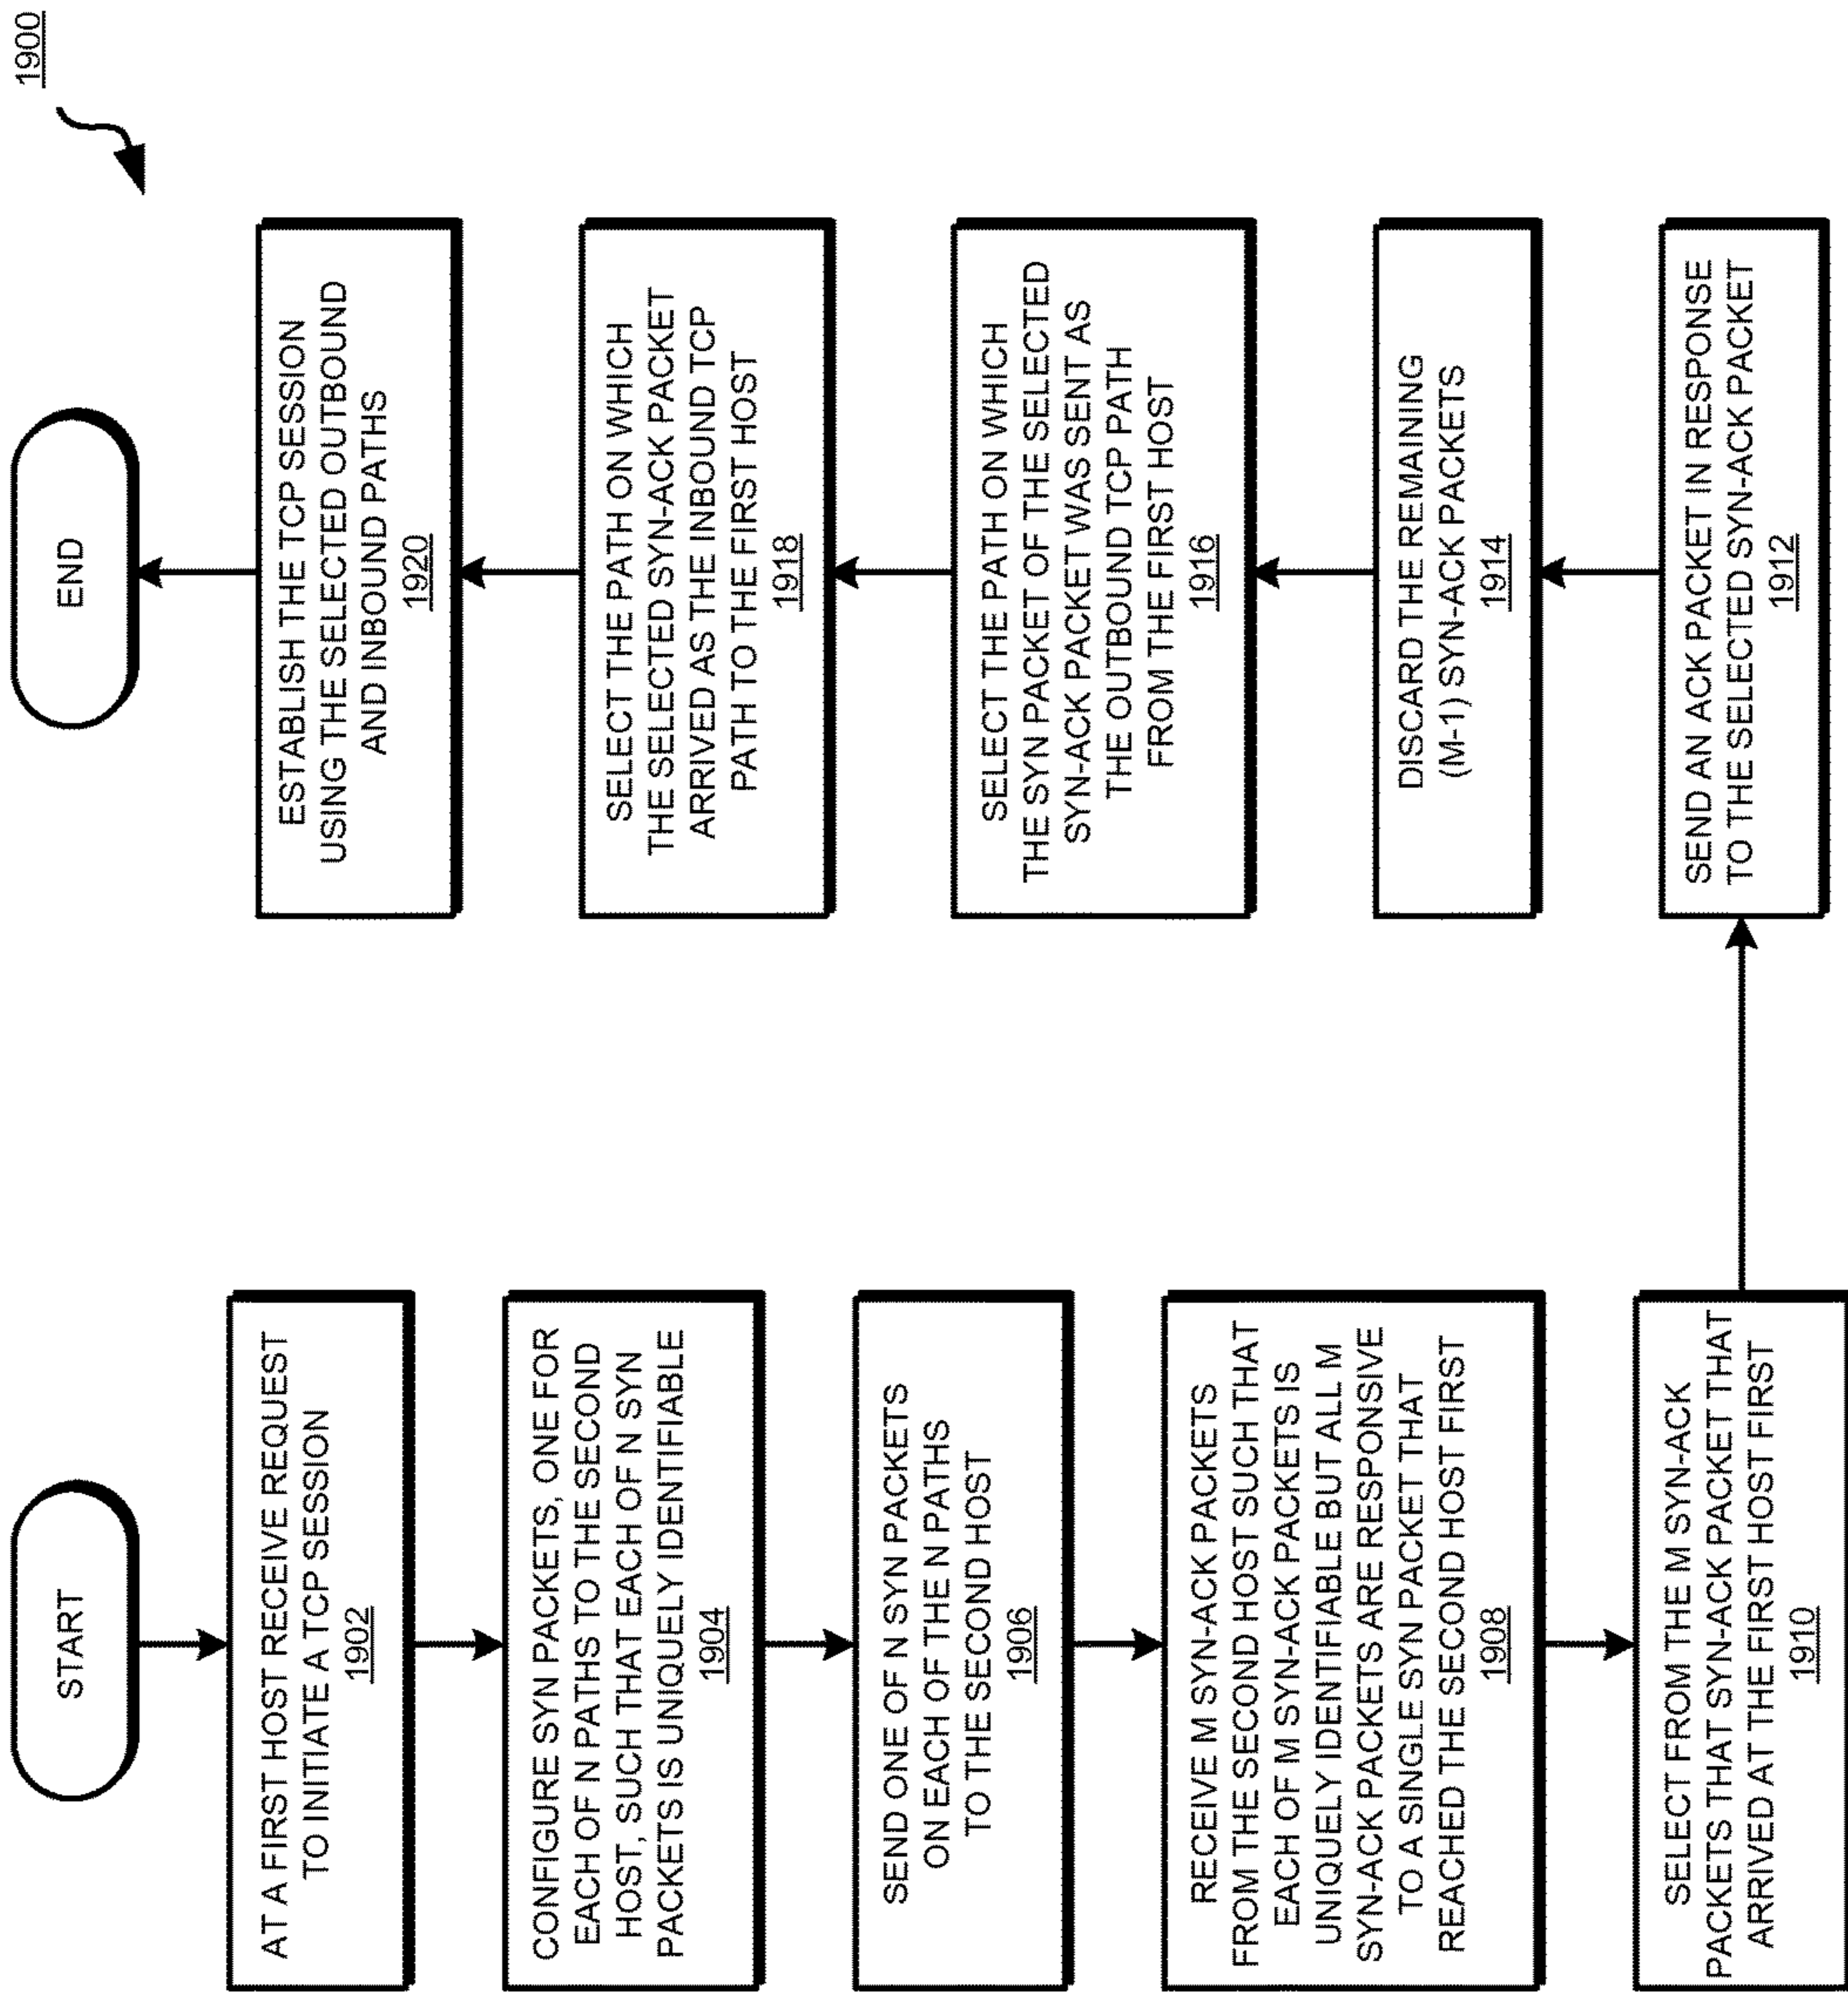 1900
START
AT A FIRST HOST RECEIVE REQUEST
TO INITIATE A TCP SESSION
1902
CONFIGURE SYN PACKETS, ONE FOR
EACH OF N PATHS TO THE SECOND
HOST, SUCH THAT EACH OF N SYN
PACKETS IS UNIQUELY IDENTIFIABLE
1904
SEND ONE OF N SYN PACKETS
ON EACH OF THE N PATHS
TO THE SECOND HOST
1906
RECEIVE M SYN-ACK PACKETS
FROM THE SECOND HOST SUCH THAT
EACH OF M SYN-ACK PACKETS IS
UNIQUELY IDENTIFIABLE BUT ALL M
SYN-ACK PACKETS ARE RESPONSIVE
TO A SINGLE SYN PACKET THAT
REACHED THE SECOND HOST FIRST
1908
SELECT FROM THE M SYN-ACK
PACKETS THAT SYN-ACK PACKET THAT
ARRIVED AT THE FIRST HOST FIRST
1910
SEND AN ACK PACKET IN RESPONSE
TO THE SELECTED SYN-ACK PACKET
1912
DISCARD THE REMAINING
(M-1) SYN-ACK PACKETS
1914
SELECT THE PATH ON WHICH
THE SYN PACKET OF THE SELECTED
SYN-ACK PACKET WAS SENT AS
THE OUTBOUND TCP PATH
FROM THE FIRST HOST
1916
SELECT THE PATH ON WHICH
THE SELECTED SYN-ACK PACKET
ARRIVED AS THE INBOUND TCP
PATH TO THE FIRST HOST
1918
ESTABLISH THE TCP SESSION
USING THE SELECTED OUTBOUND
AND INBOUND PATHS
1920
END